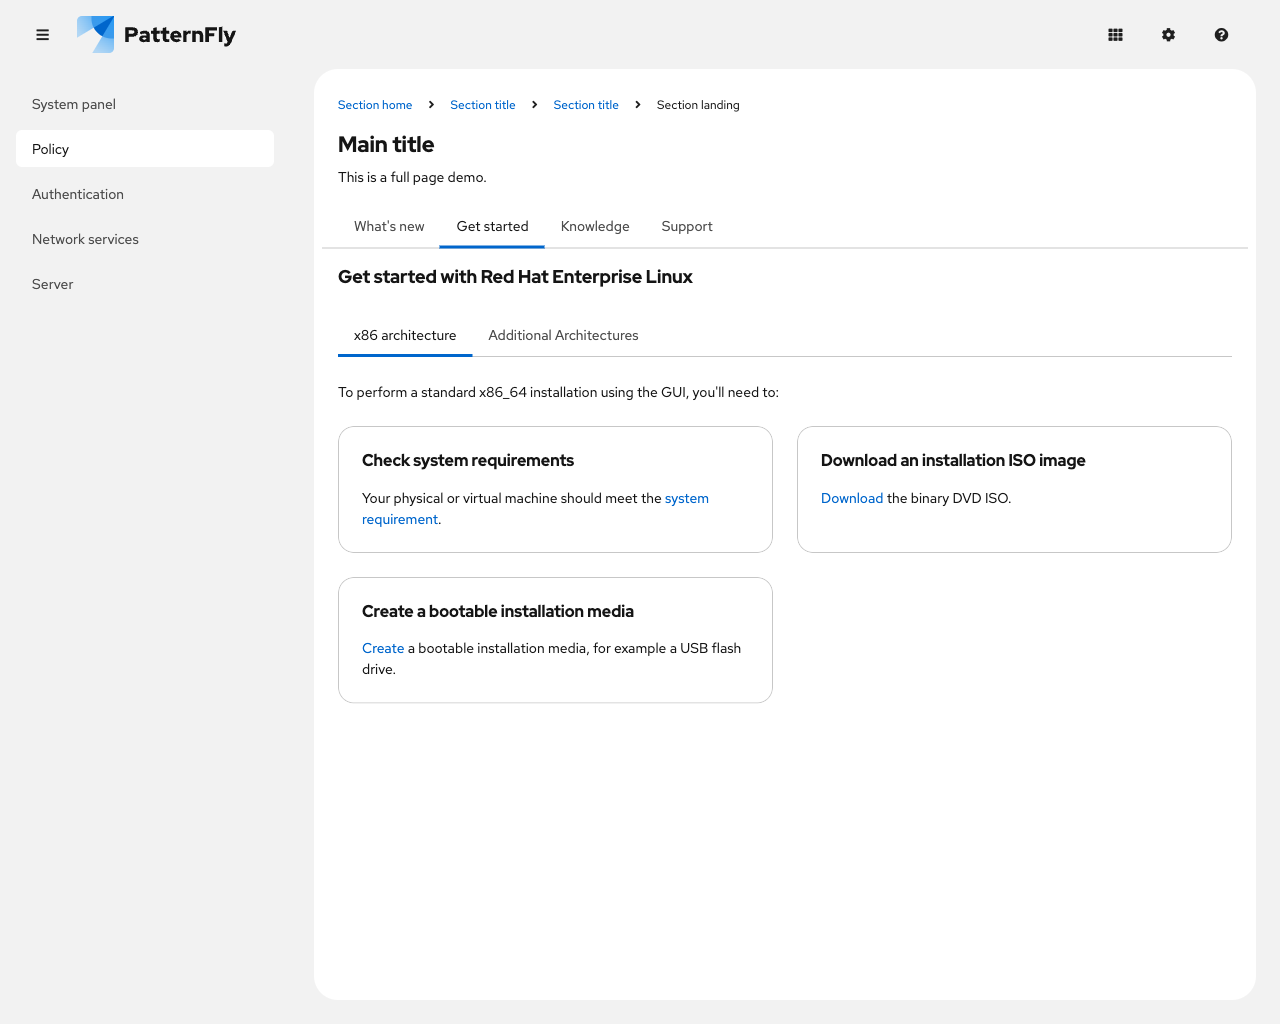 PatternFly
System panel
Policy
Authentication
Network services
Server
Section home
Section title
Section title
Section landing
Main title
This is a full page demo.
What's new
Get started
Knowledge
Support
Get started with Red Hat Enterprise Linux
x86 architecture
Additional Architectures
To perform a standard x86_64 installation using the GUI, you'll need to:
Check system requirements
Your physical or virtual machine should meet the system
requirement.
Download an installation ISO image
Download the binary DVD ISO.
Create a bootable installation media
Create a bootable installation media, for example a USB flash
drive.